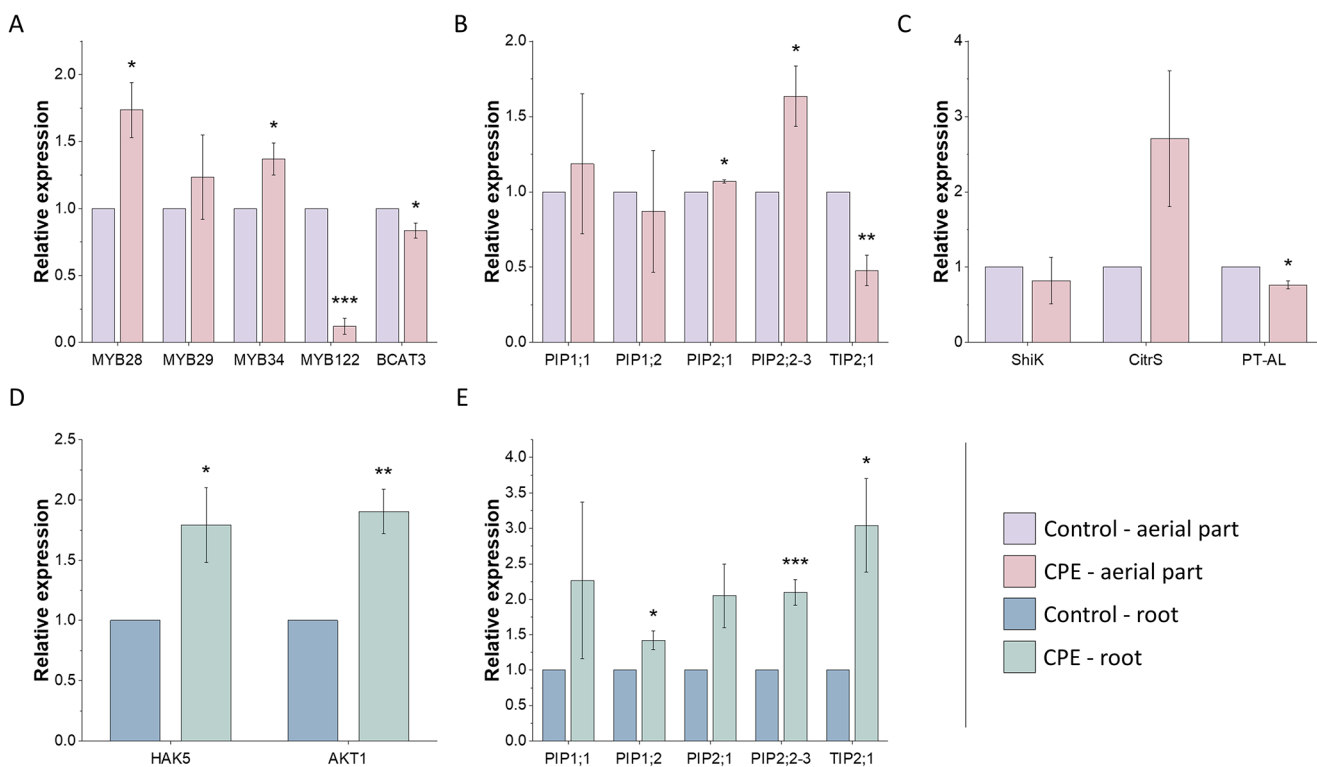 A
Relative expression
2.0
1.5
1.0
0.5
0.0
*
*
***
*
MYB28 MYB29 MYB34 MYB122 BCAT3
B
Relative expression
2.0
1.5
1.0
0.5
0.0
*
*
**
PIP1;1 PIP1;2 PIP2;1 PIP2;2-3 TIP2;1
C
Relative expression
4
3
2
1
0
*
ShiK CitrS PT-AL
D
Relative expression
2.5
2.0
1.5
1.0
0.5
0.0
*
**
HAK5 AKT1
E
Relative expression
4.0
3.5
3.0
2.5
2.0
1.5
1.0
0.5
0.0
*
***
*
PIP1;1 PIP1;2 PIP2;1 PIP2;2-3 TIP2;1
Control - aerial part
CPE - aerial part
Control - root
CPE - root